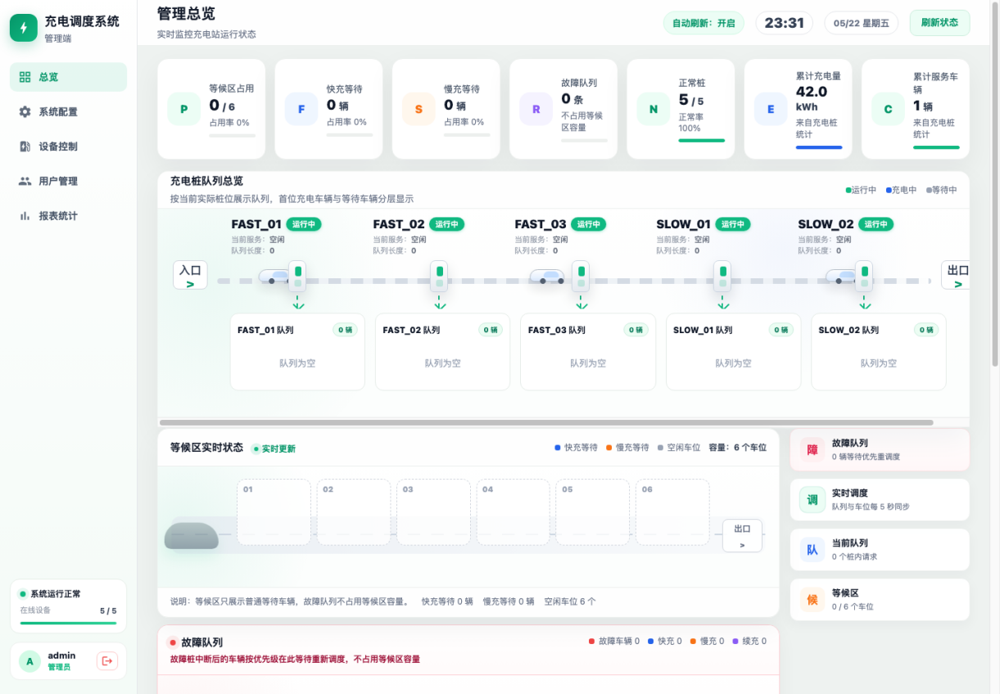 充电调度系统
管理端
总览
系统配置
设备控制
用户管理
报表统计
系统运行正常
在线设备 5 / 5
A
admin
管理员
管理总览
实时监控充电站运行状态
自动刷新：开启
23:31
05/22 星期五
刷新状态
P
等候区占用
0 / 6
占用率 0%
F
快充等待
0 辆
占用率 0%
S
慢充等待
0 辆
占用率 0%
R
故障队列
0 条
不占用等候
区容量
N
正常桩
5 / 5
正常率
100%
E
累计充电量
42.0
kWh
来自充电桩
统计
C
累计服务车
辆
1 辆
来自充电桩
统计
充电桩队列总览
按当前实际桩位展示队列，首位充电车辆与等待车辆分层显示
运行中 充电中 等待中
FAST_01 运行中
当前服务：空闲
队列长度：0
FAST_02 运行中
当前服务：空闲
队列长度：0
FAST_03 运行中
当前服务：空闲
队列长度：0
SLOW_01 运行中
当前服务：空闲
队列长度：0
SLOW_02 运行中
当前服务：空闲
队列长度：0
入口
>
出口
>
FAST_01 队列 0 辆
队列为空
FAST_02 队列 0 辆
队列为空
FAST_03 队列 0 辆
队列为空
SLOW_01 队列 0 辆
队列为空
SLOW_02 队列 0 辆
队列为空
等候区实时状态 实时更新
快充等待 慢充等待 空闲车位 容量：6 个车位
01 02 03 04 05 06
出口
>
说明：等候区只展示普通等待车辆，故障队列不占用等候区容量。 快充等待 0 辆 慢充等待 0 辆 空闲车位 6 个
障
故障队列
0 辆等待优先重调度
调
实时调度
队列与车位每 5 秒同步
队
当前队列
0 个桩内请求
候
等候区
0 / 6 个车位
故障队列
故障车辆 0 快充 0 慢充 0 续充 0
故障桩中断后的车辆按优先级在此等待重新调度，不占用等候区容量